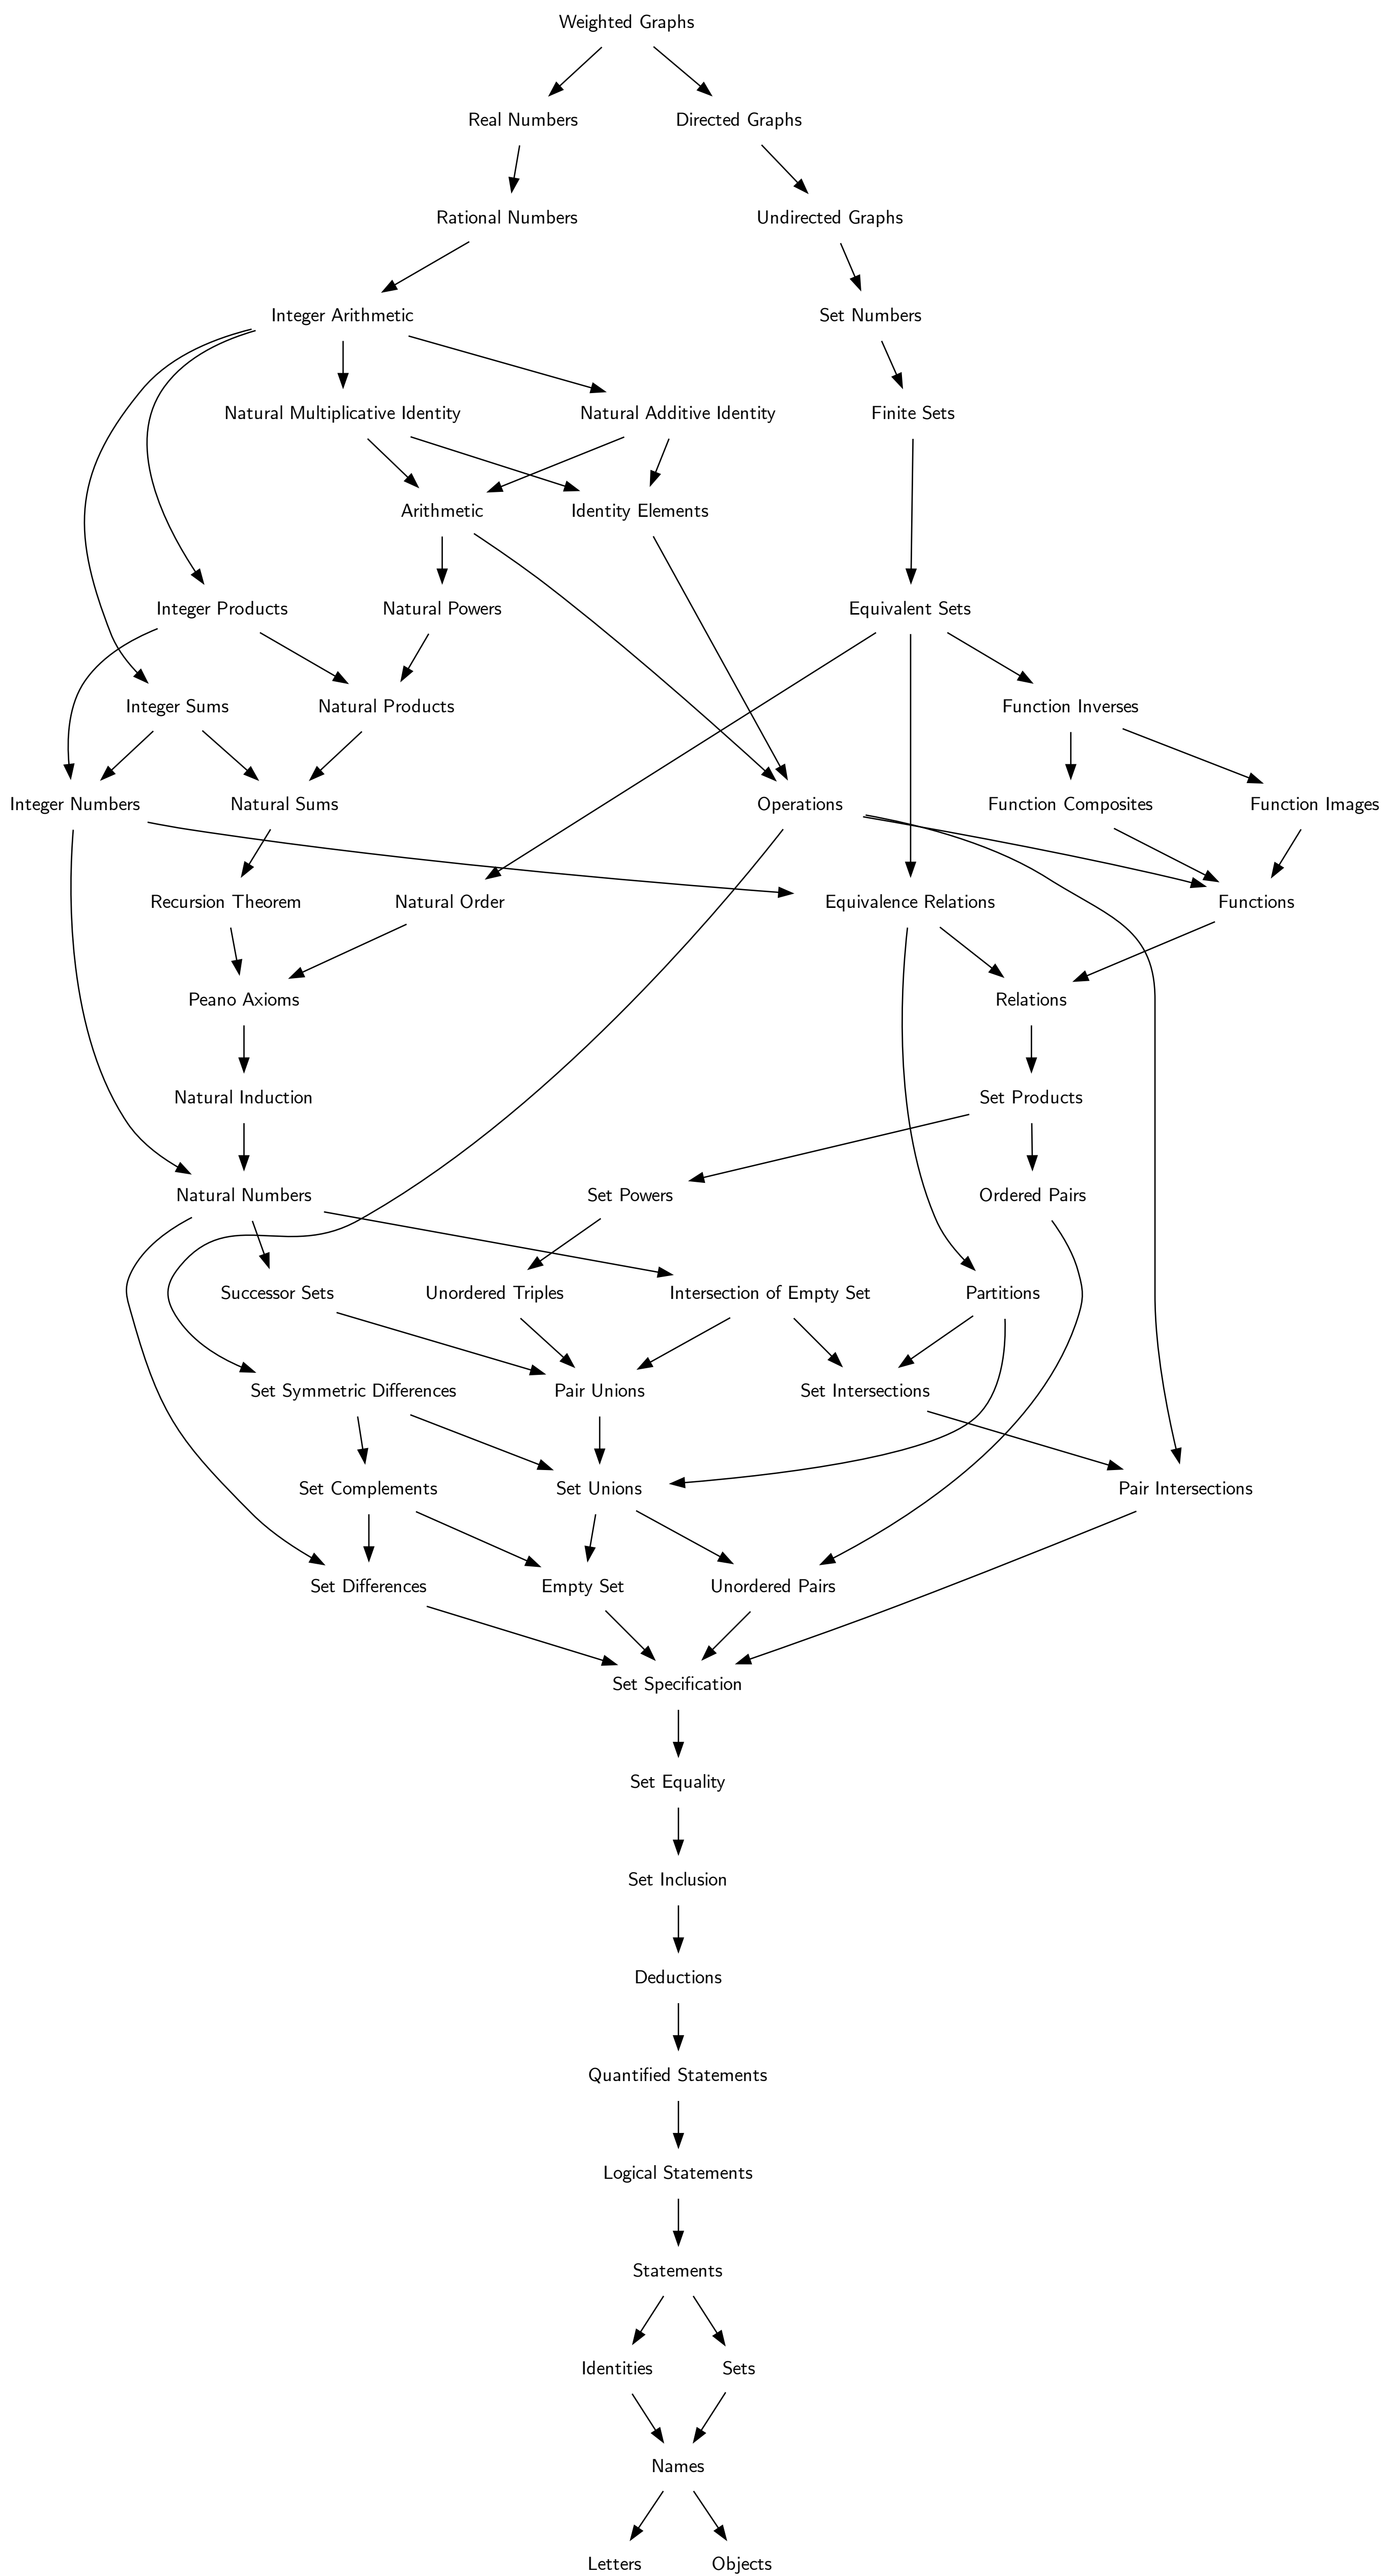 Weighted Graphs
Real Numbers
Directed Graphs
Rational Numbers
Undirected Graphs
Integer Arithmetic
Set Numbers
Natural Multiplicative Identity
Natural Additive Identity
Finite Sets
Arithmetic
Identity Elements
Integer Products
Natural Powers
Equivalent Sets
Integer Sums
Natural Products
Function Inverses
Integer Numbers
Natural Sums
Operations
Function Composites
Function Images
Recursion Theorem
Natural Order
Equivalence Relations
Functions
Peano Axioms
Relations
Natural Induction
Set Products
Natural Numbers
Set Powers
Ordered Pairs
Successor Sets
Unordered Triples
Intersection of Empty Set
Partitions
Set Symmetric Differences
Pair Unions
Set Intersections
Set Complements
Set Unions
Pair Intersections
Set Differences
Empty Set
Unordered Pairs
Set Specification
Set Equality
Set Inclusion
Deductions
Quantified Statements
Logical Statements
Statements
Identities
Sets
Names
Letters
Objects